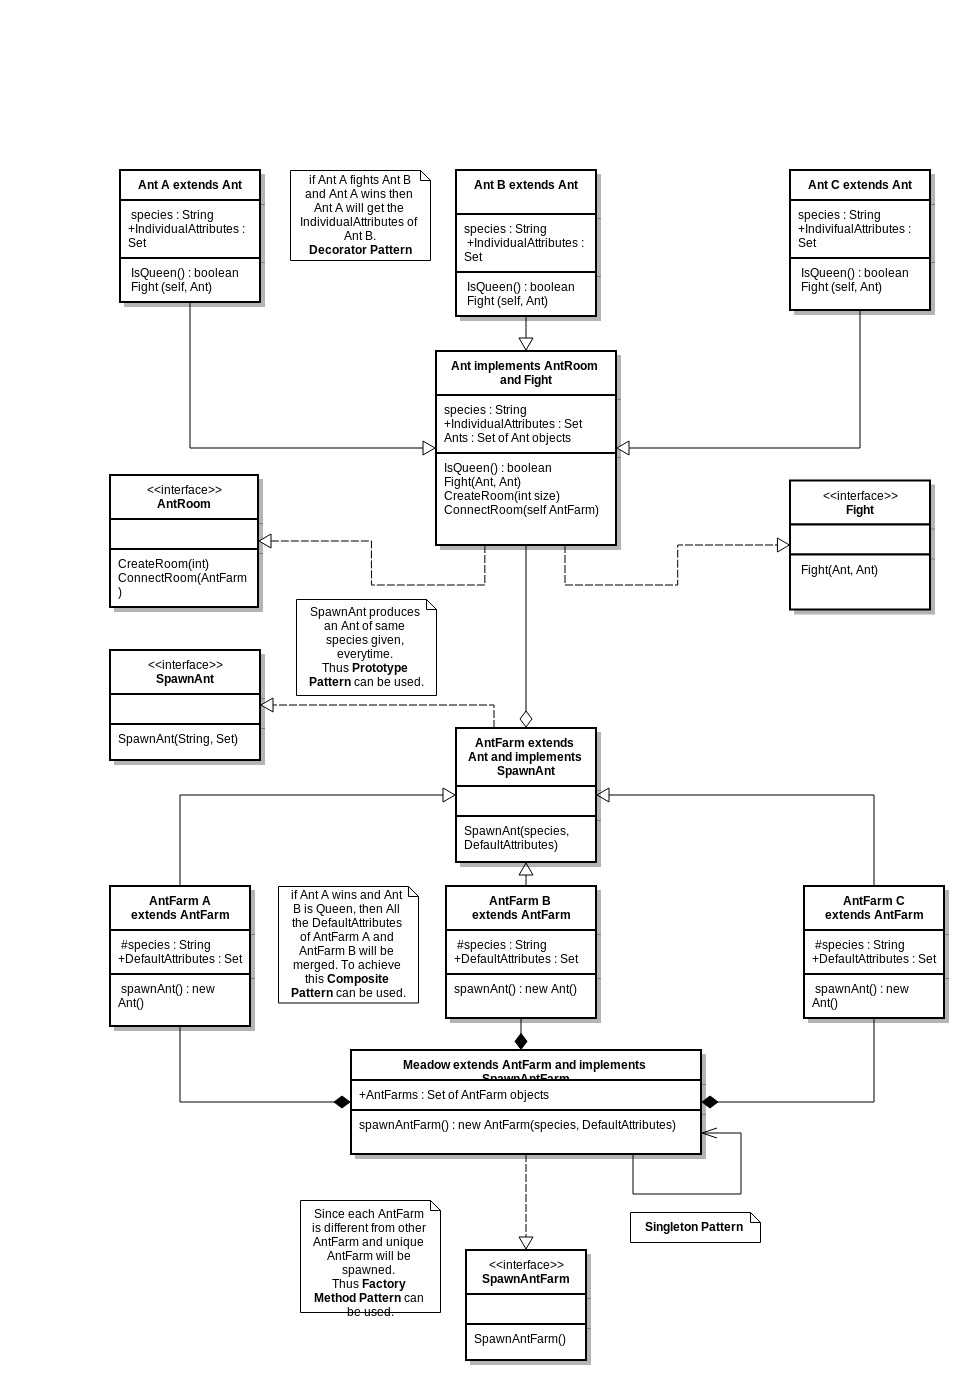 Ant A extends Ant
species : String
+IndividualAttributes :
Set
IsQueen() : boolean
Fight (self, Ant)
if Ant A fights Ant B
and Ant A wins then
Ant A will get the
IndividualAttributes of
Ant B.
Decorator Pattern
Ant B extends Ant
species : String
+IndividualAttributes :
Set
IsQueen() : boolean
Fight (self, Ant)
Ant C extends Ant
species : String
+IndivifualAttributes :
Set
IsQueen() : boolean
Fight (self, Ant)
Ant implements AntRoom
and Fight
species : String
+IndividualAttributes : Set
Ants : Set of Ant objects
IsQueen() : boolean
Fight(Ant, Ant)
CreateRoom(int size)
ConnectRoom(self AntFarm)
<<interface>>
AntRoom
CreateRoom(int)
ConnectRoom(AntFarm
)
<<interface>>
Fight
Fight(Ant, Ant)
SpawnAnt produces
an Ant of same
species given,
everytime.
Thus Prototype
Pattern can be used.
<<interface>>
SpawnAnt
SpawnAnt(String, Set)
AntFarm extends
Ant and implements
SpawnAnt
SpawnAnt(species,
DefaultAttributes)
AntFarm A
extends AntFarm
#species : String
+DefaultAttributes : Set
spawnAnt() : new
Ant()
if Ant A wins and Ant
B is Queen, then All
the DefaultAttributes
of AntFarm A and
AntFarm B will be
merged. To achieve
this Composite
Pattern can be used.
AntFarm B
extends AntFarm
#species : String
+DefaultAttributes : Set
spawnAnt() : new Ant()
AntFarm C
extends AntFarm
#species : String
+DefaultAttributes : Set
spawnAnt() : new
Ant()
Meadow extends AntFarm and implements
SpawnAntFarm
+AntFarms : Set of AntFarm objects
spawnAntFarm() : new AntFarm(species, DefaultAttributes)
Since each AntFarm
is different from other
AntFarm and unique
AntFarm will be
spawned.
Thus Factory
Method Pattern can
be used.
Singleton Pattern
<<interface>>
SpawnAntFarm
SpawnAntFarm()